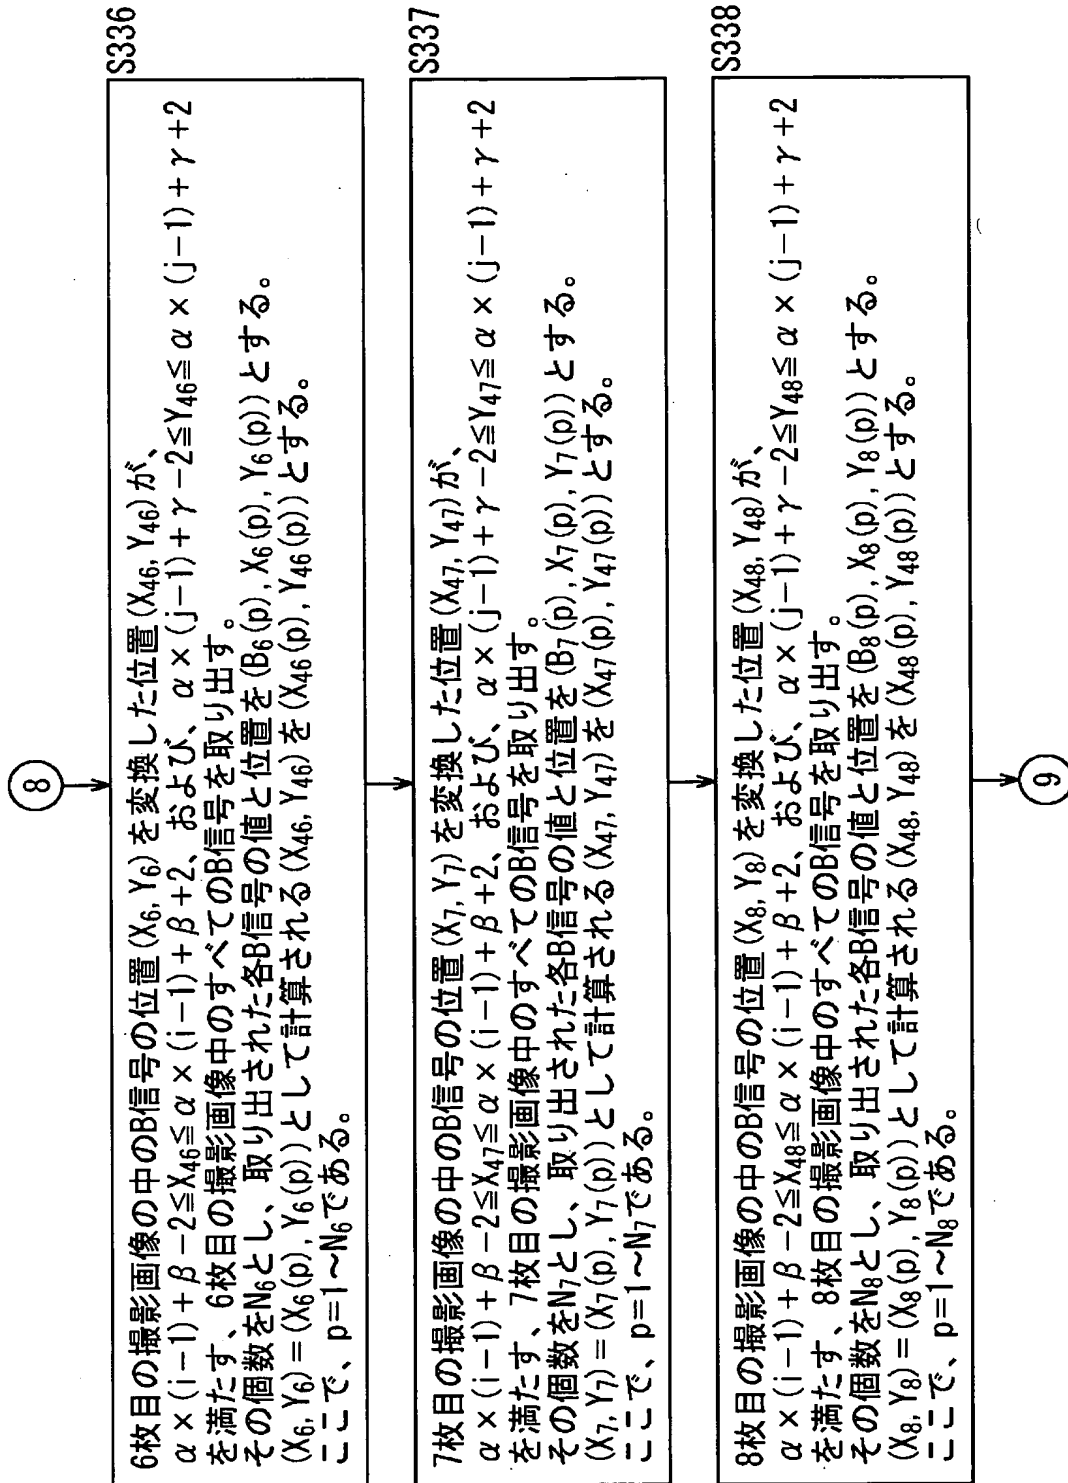 ⑧
S336
6枚目の撮影画像の中のB信号の位置(X6, Y6)を変換した位置(X46, Y46)が、
α×(i−1)+β−2≦X46≦α×(i−1)+β+2、および、α×(j−1)+γ−2≦Y46≦α×(j−1)+γ+2
を満たす、6枚目の撮影画像中のすべてのB信号を取り出す。
その個数をN6とし、取り出された各B信号の値と位置を(B6(p), X6(p), Y6(p))とする。
(X6, Y6)=(X6(p), Y6(p))として計算される(X46, Y46)を(X46(p), Y46(p))とする。
ここで、p=1~N6である。
S337
7枚目の撮影画像の中のB信号の位置(X7, Y7)を変換した位置(X47, Y47)が、
α×(i−1)+β−2≦X47≦α×(i−1)+β+2、および、α×(j−1)+γ−2≦Y47≦α×(j−1)+γ+2
を満たす、7枚目の撮影画像中のすべてのB信号を取り出す。
その個数をN7とし、取り出された各B信号の値と位置を(B7(p), X7(p), Y7(p))とする。
(X7, Y7)=(X7(p), Y7(p))として計算される(X47, Y47)を(X47(p), Y47(p))とする。
ここで、p=1~N7である。
S338
8枚目の撮影画像の中のB信号の位置(X8, Y8)を変換した位置(X48, Y48)が、
α×(i−1)+β−2≦X48≦α×(i−1)+β+2、および、α×(j−1)+γ−2≦Y48≦α×(j−1)+γ+2
を満たす、8枚目の撮影画像中のすべてのB信号を取り出す。
その個数をN8とし、取り出された各B信号の値と位置を(B8(p), X8(p), Y8(p))とする。
(X8, Y8)=(X8(p), Y8(p))として計算される(X48, Y48)を(X48(p), Y48(p))とする。
ここで、p=1~N8である。
⑨